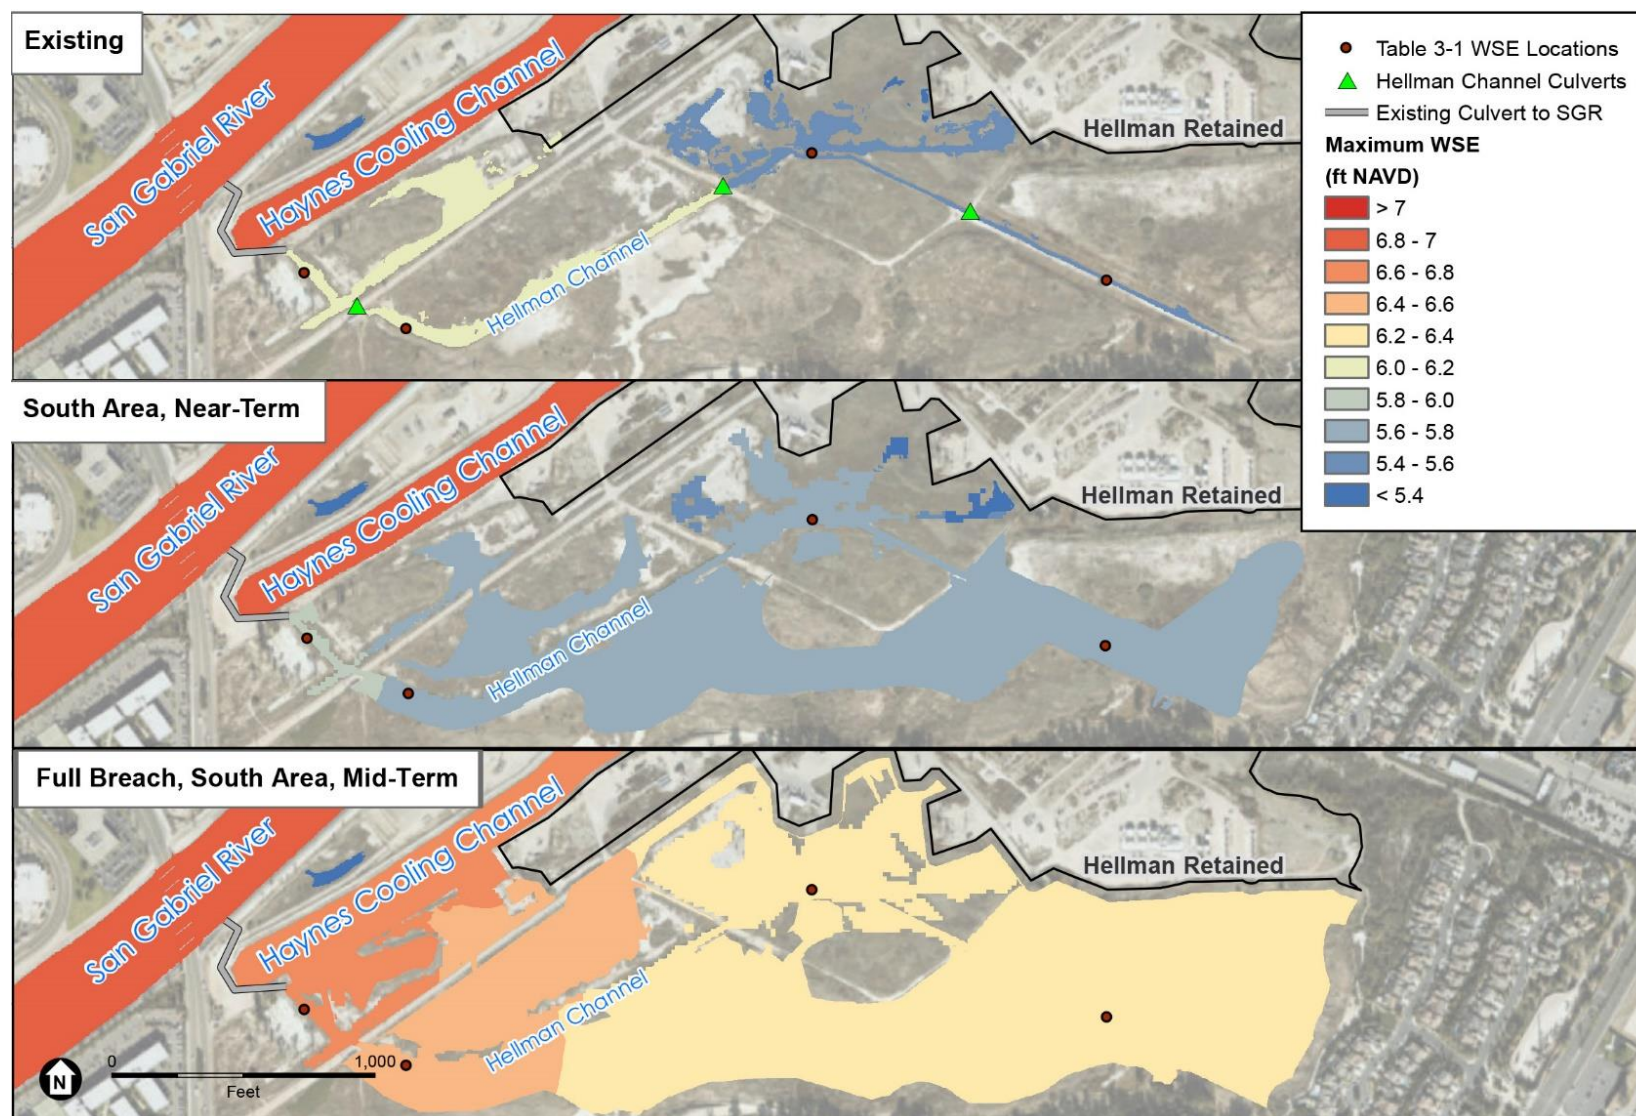 Existing
San Gabriel River
Haynes Cooling Channel
Hellman Channel
Hellman Retained
Table 3-1 WSE Locations
Hellman Channel Culverts
Existing Culvert to SGR
Maximum WSE
(ft NAVD)
> 7
6.8 - 7
6.6 - 6.8
6.4 - 6.6
6.2 - 6.4
6.0 - 6.2
5.8 - 6.0
5.6 - 5.8
5.4 - 5.6
< 5.4
South Area, Near-Term
San Gabriel River
Haynes Cooling Channel
Hellman Channel
Hellman Retained
Full Breach, South Area, Mid-Term
San Gabriel River
Haynes Cooling Channel
Hellman Channel
Hellman Retained
N
0
1,000
Feet